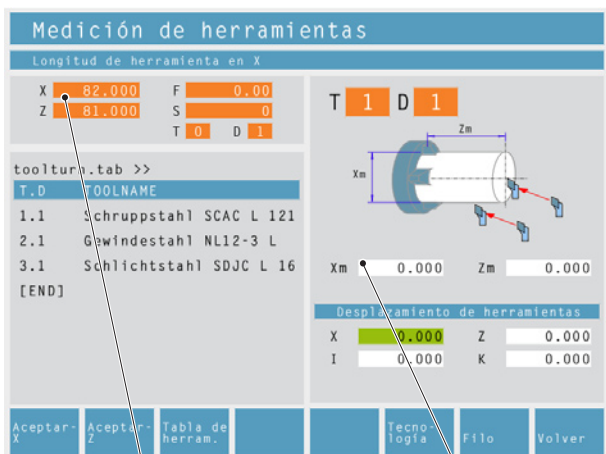 Medición de herramientas
Longitud de herramienta en X
X 82.000 F 0.00
Z 81.000 S 0
T 0 D 1
toolturn.tab >>
T.D TOOLNAME
1.1 Schruppstahl SCAC L 121
2.1 Gewindestahl NL12-3 L
3.1 Schlichtstahl SDJC L 16
[END]
T 1 D 1
Zm
Xm
Xm 0.000 Zm 0.000
Desplazamiento de herramientas
X 0.000 Z 0.000
I 0.000 K 0.000
Aceptar-X
Aceptar-Z
Tabla de
herram.
Tecno-
logía
Filo
Volver